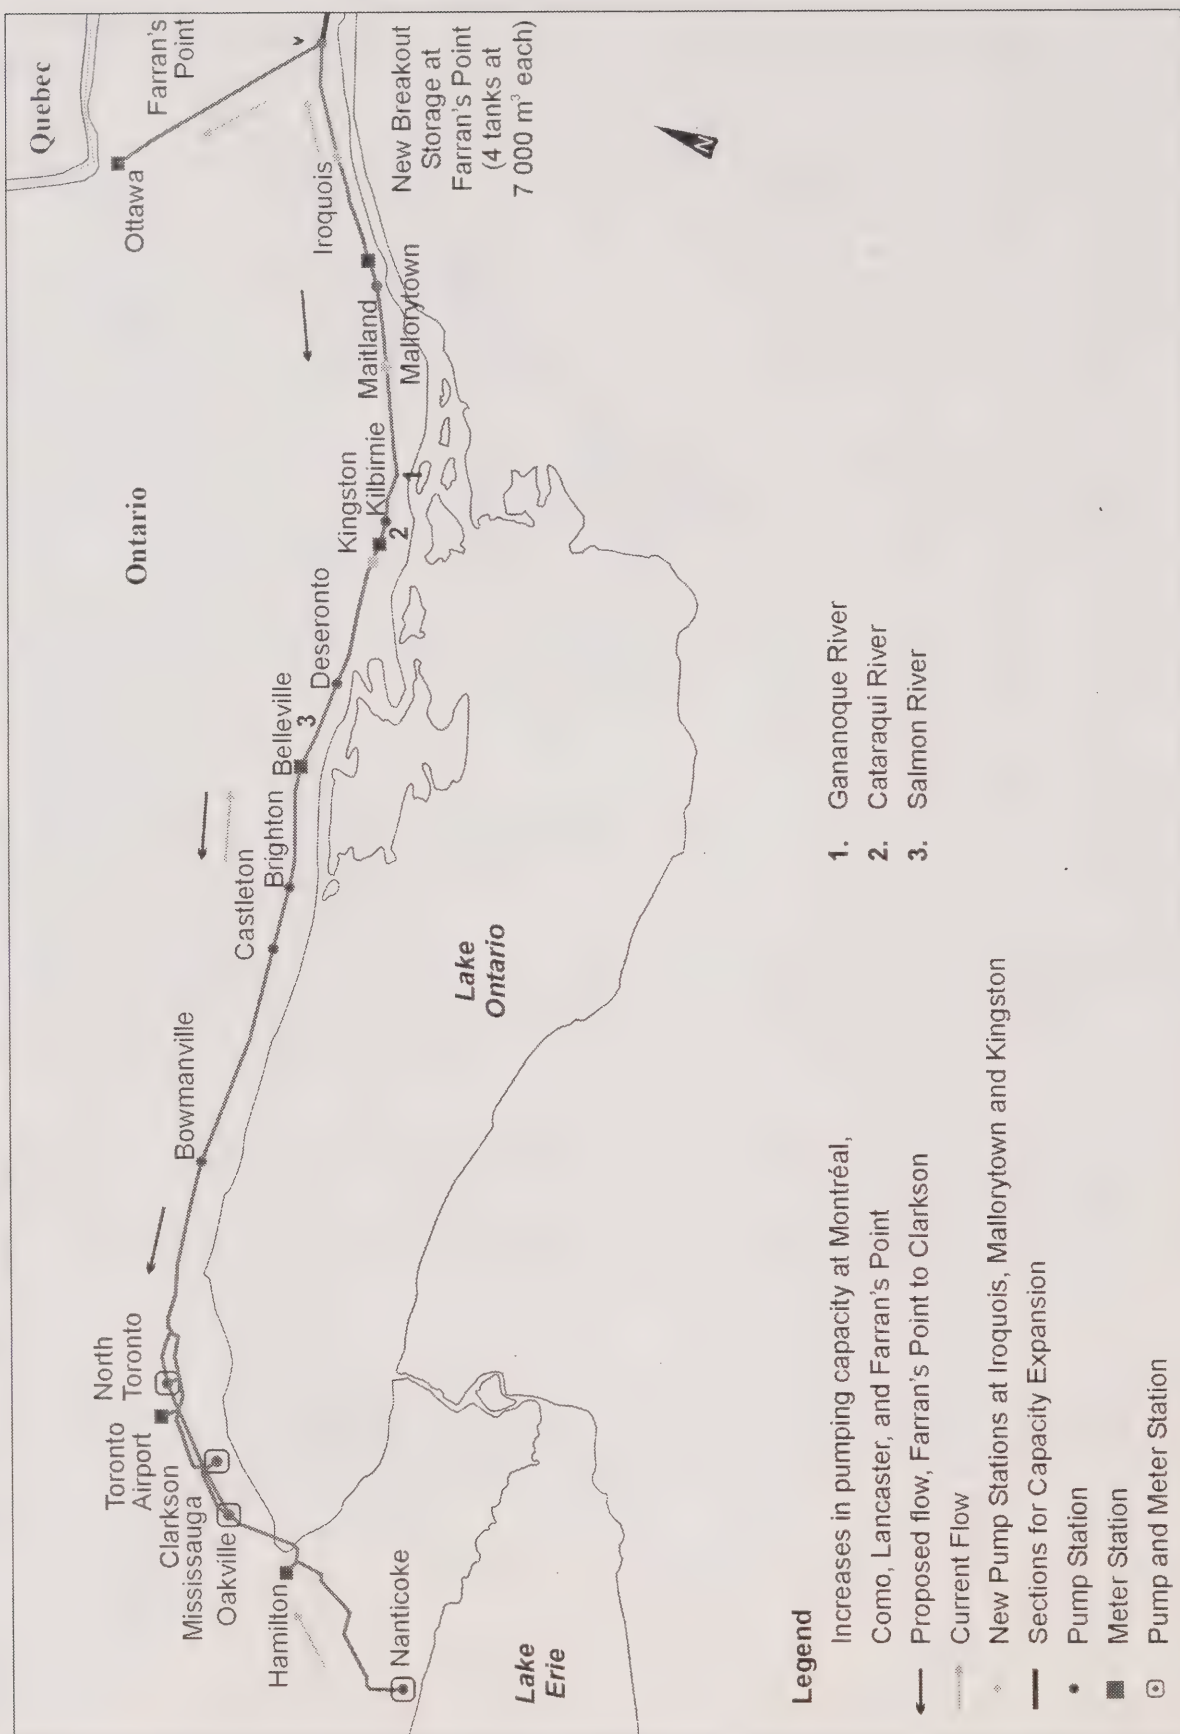 Quebec
Ontario
Farran's
Point
Ottawa
Iroquois
New Breakout
Storage at
Farran's Point
(4 tanks at
7 000 m³ each)
N
Maitland
Mallorytown
Kingston
Kilbirnie
1
2
Deseronto
3
Belleville
Brighton
Castleton
Bowmanville
North
Toronto
Toronto
Airport
Clarkson
Mississauga
Oakville
Hamilton
Nanticoke
Lake
Ontario
Lake
Erie
1. Gananoque River
2. Cataraqui River
3. Salmon River
Legend
Increases in pumping capacity at Montréal,
Como, Lancaster, and Farran's Point
Proposed flow, Farran's Point to Clarkson
Current Flow
New Pump Stations at Iroquois, Mallorytown and Kingston
Sections for Capacity Expansion
Pump Station
Meter Station
Pump and Meter Station